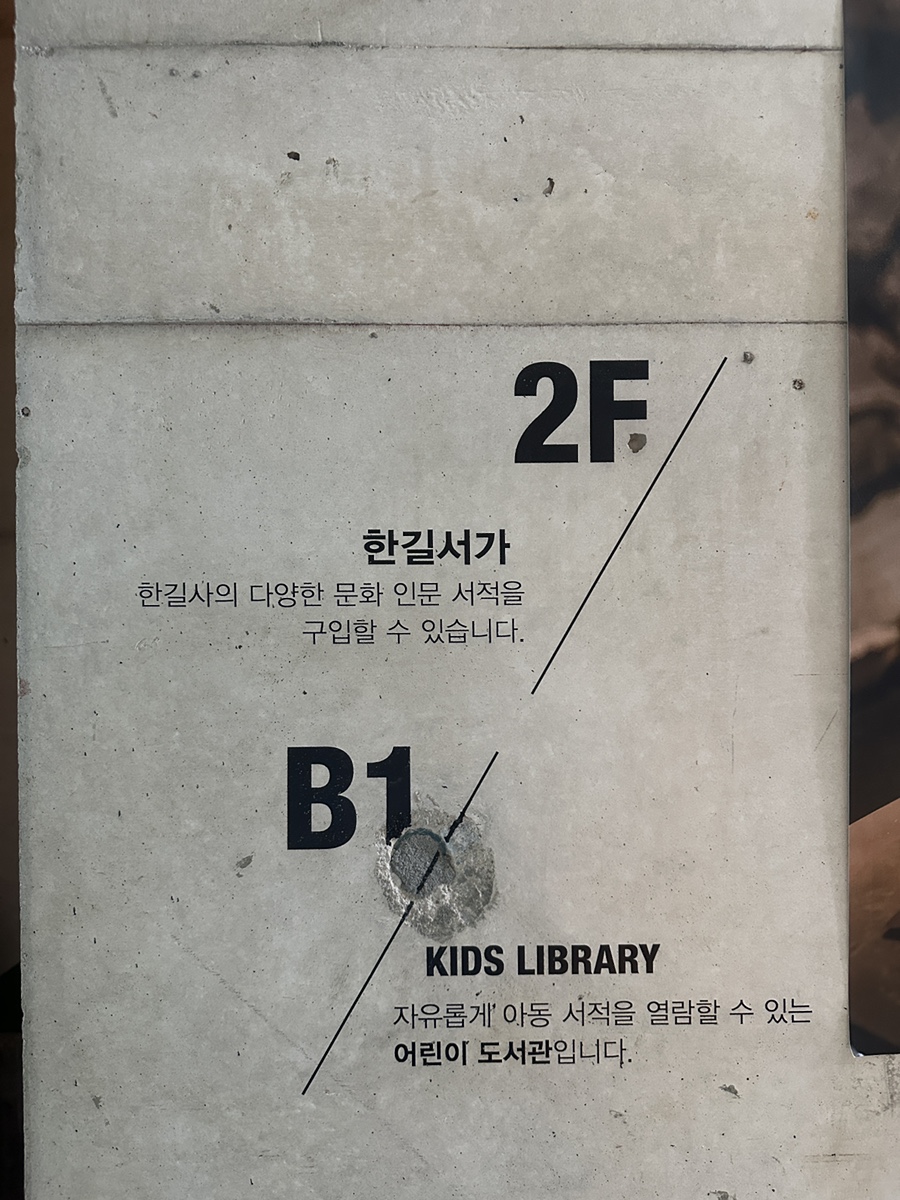 2F
한길서가
한길사의 다양한 문화 인문 서적을
구입할 수 있습니다.
B1
KIDS LIBRARY
자유롭게 아동 서적을 열람할 수 있는
어린이 도서관입니다.